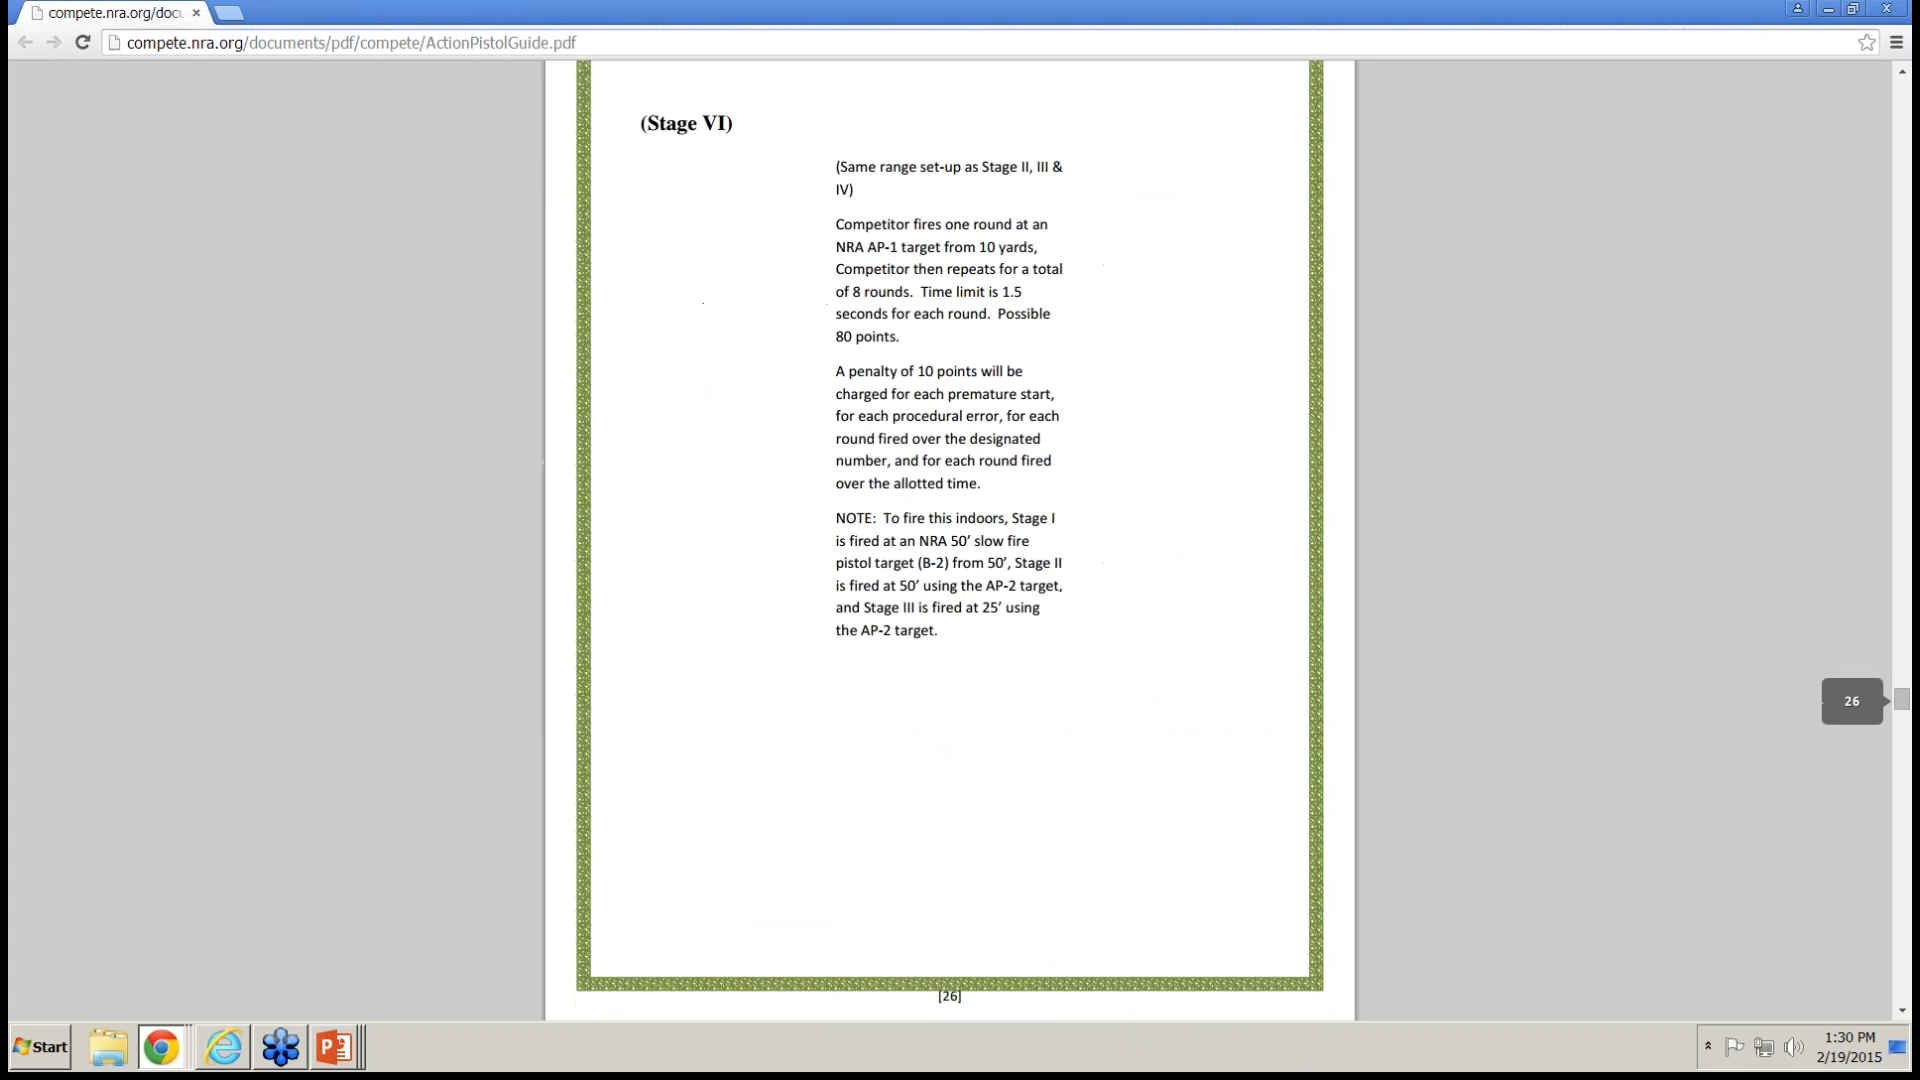 compete.nra.org/docu
compete.nra.org/documents/pdf/compete/ActionPistolGuide.pdf
(Stage VI)
(Same range set-up as Stage II, III &
IV)
Competitor fires one round at an
NRA AP-1 target from 10 yards,
Competitor then repeats for a total
of 8 rounds.  Time limit is 1.5
seconds for each round.  Possible
80 points.
A penalty of 10 points will be
charged for each premature start,
for each procedural error, for each
round fired over the designated
number, and for each round fired
over the allotted time.
NOTE:  To fire this indoors, Stage I
is fired at an NRA 50’ slow fire
pistol target (B-2) from 50’, Stage II
is fired at 50’ using the AP-2 target,
and Stage III is fired at 25’ using
the AP-2 target.
26
[26]
Start
1:30 PM
2/19/2015